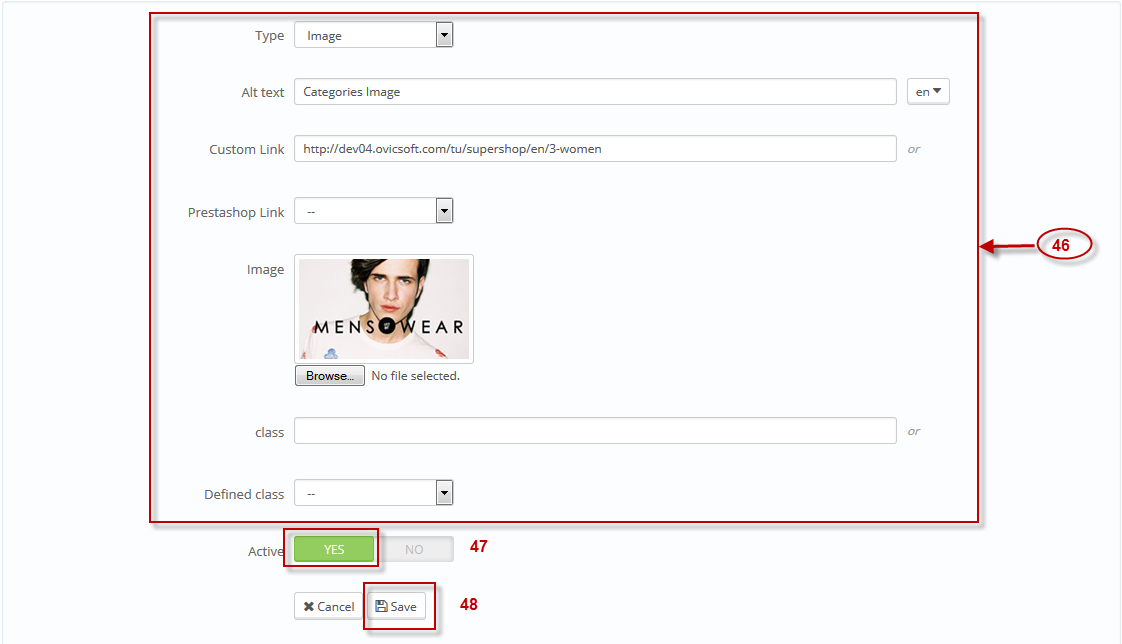 Type Image
Alt text Categories Image en
Custom Link http://dev04.ovicsoft.com/tu/supershop/en/3-women or
Prestashop Link --
46
Image
MENS WEAR
Browse... No file selected.
class or
Defined class --
Active YES NO 47
Cancel Save 48